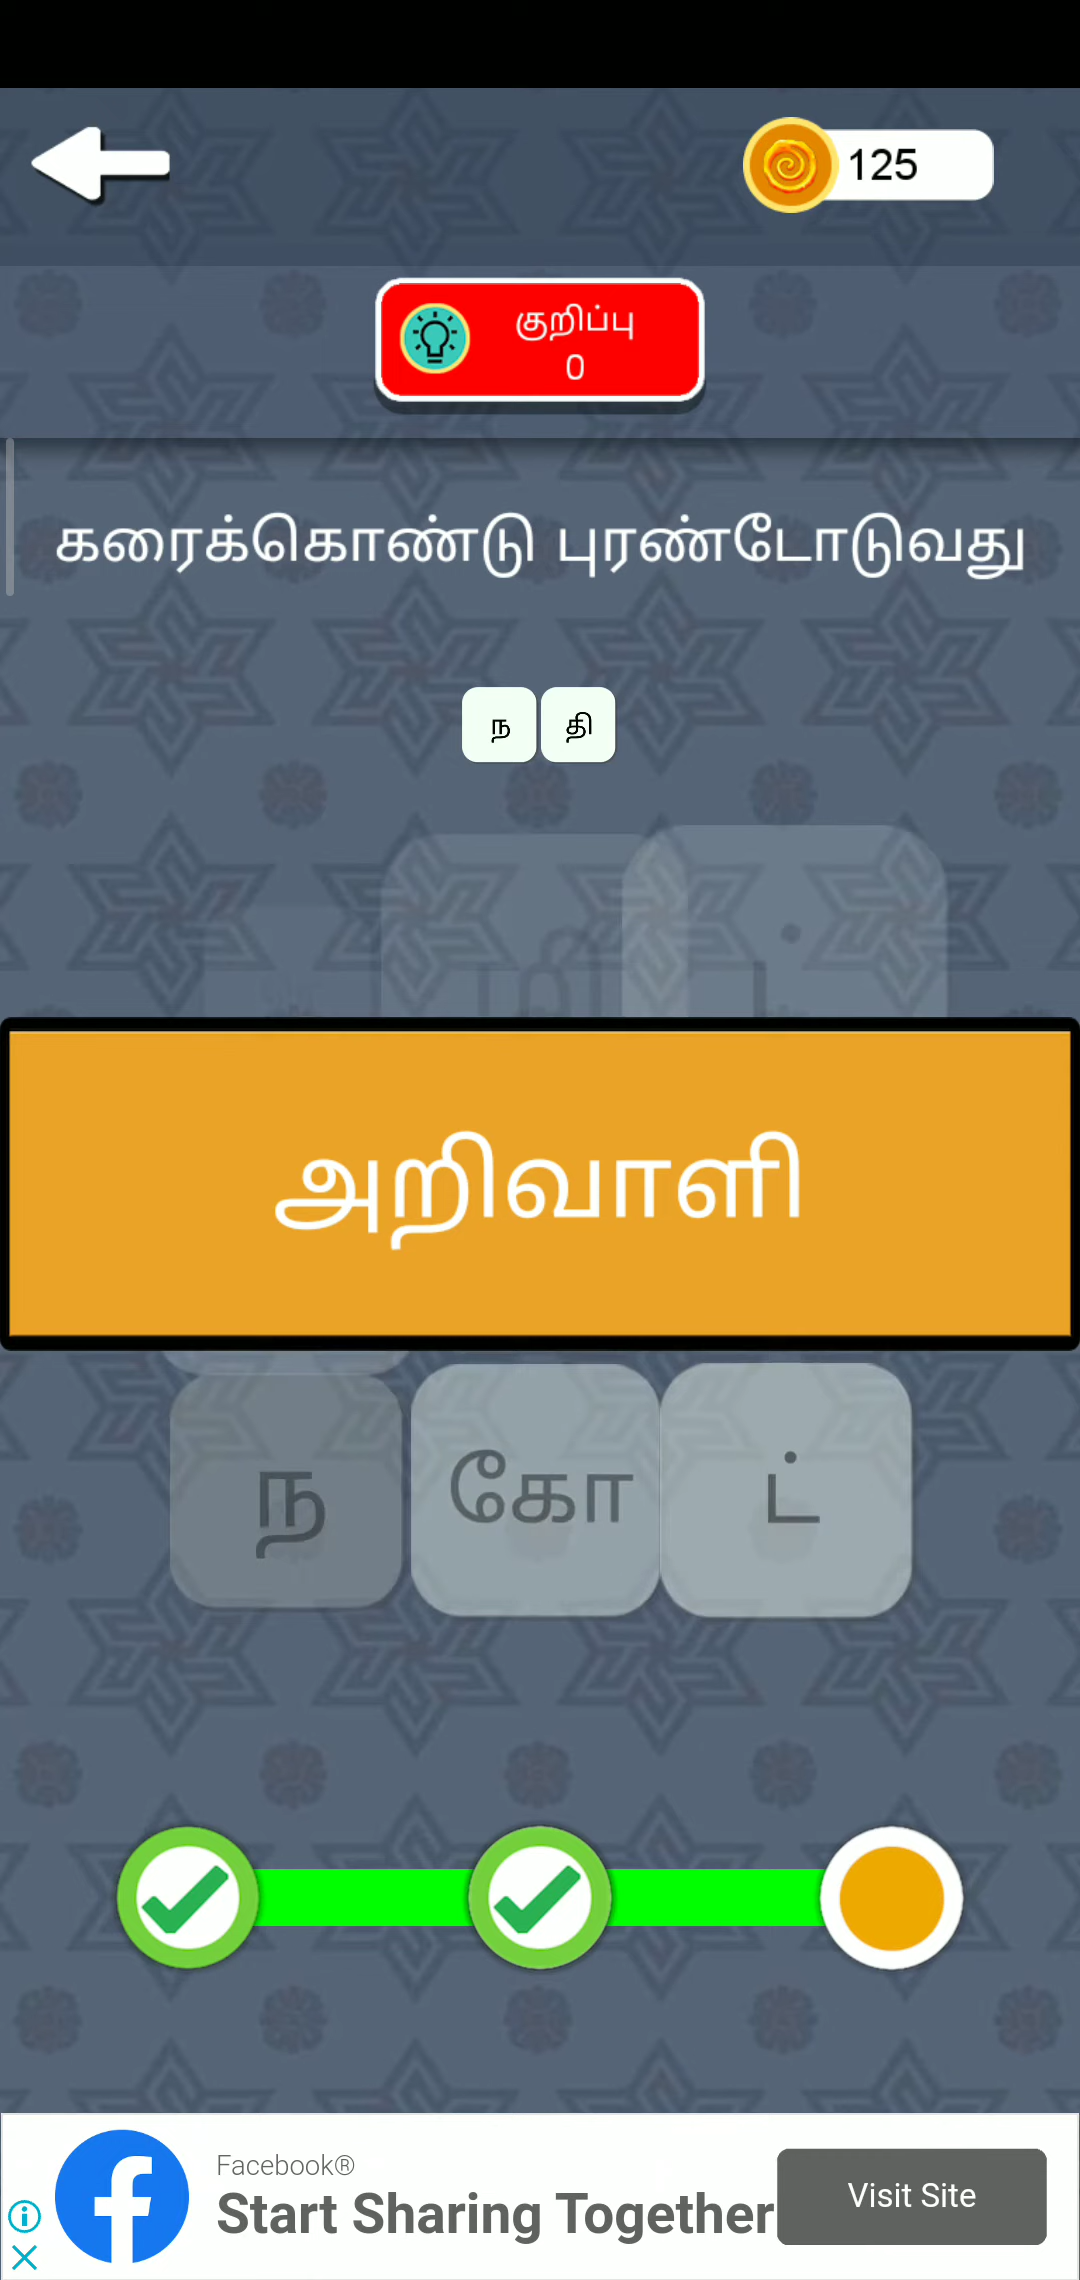 125
குறிப்பு
0
கரைக்கொண்டு புரண்டோடுவது
ந தி
றி ட்
அறிவாளி
ந கோ ட்
Facebook®
Start Sharing Together
Visit Site